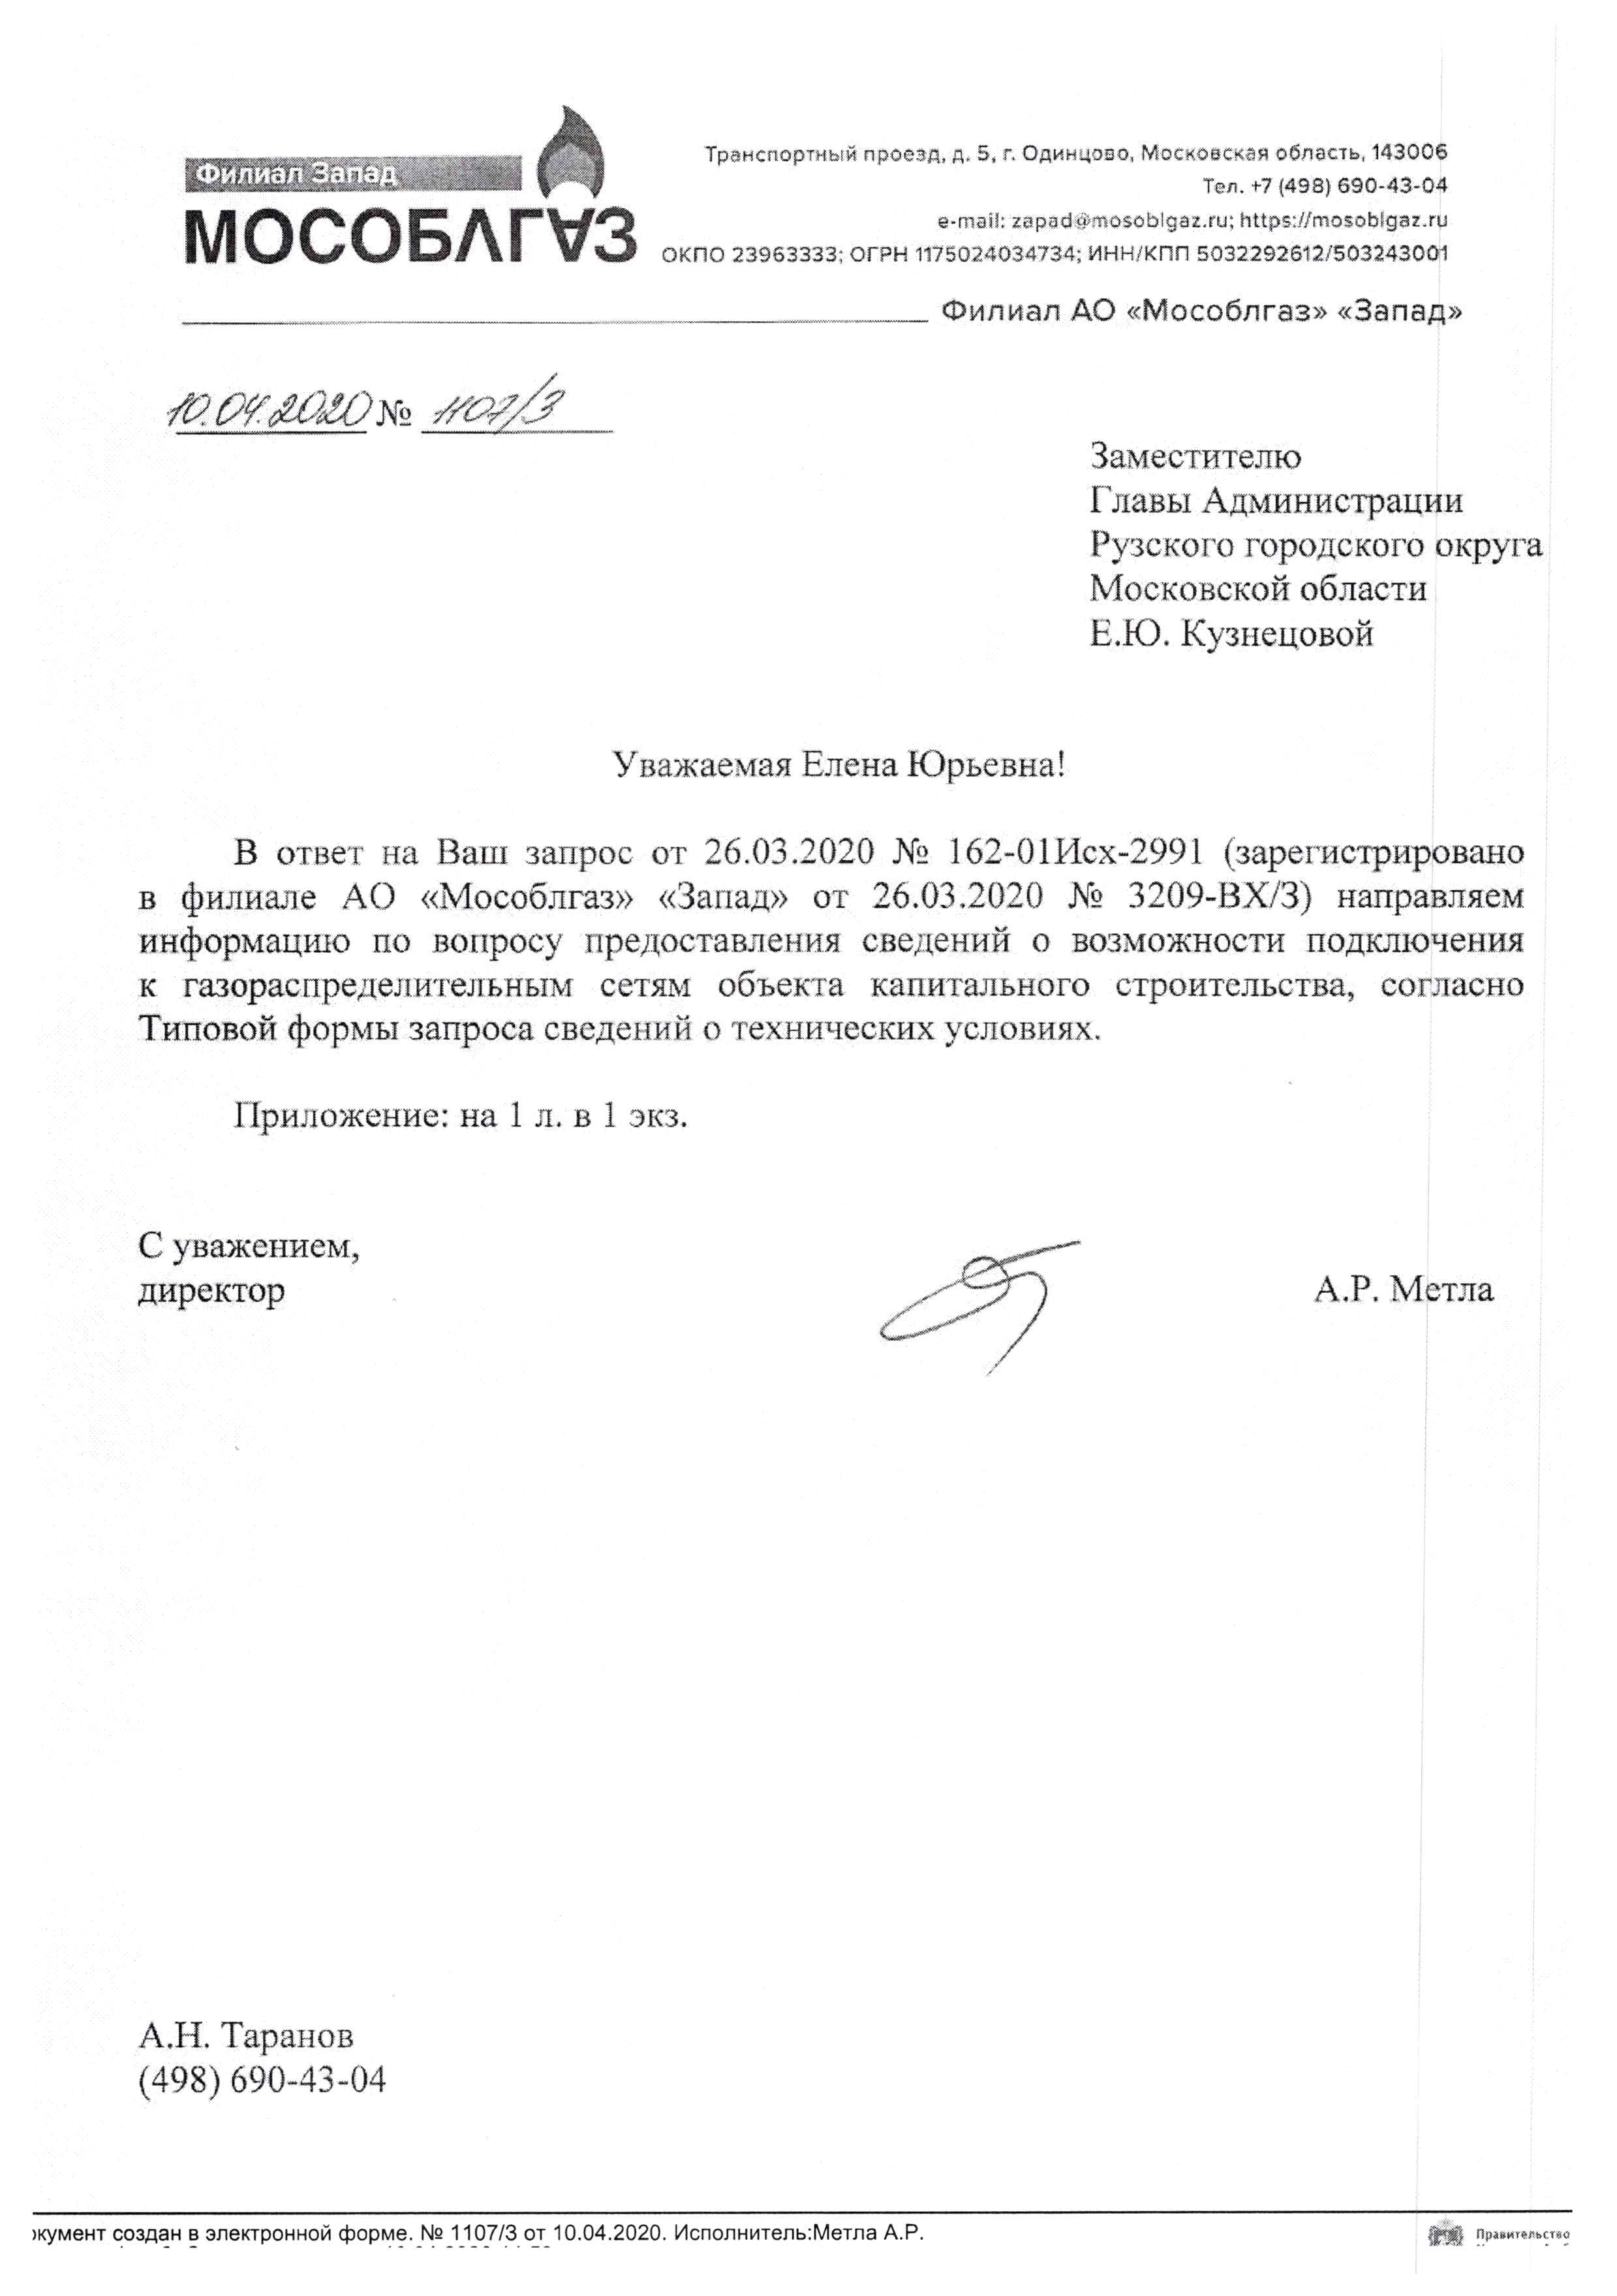 Филиал Запад
МОСОБЛГАЗ
Транспортный проезд, д. 5, г. Одинцово, Московская область, 143006
Тел. +7 (498) 690-43-04
e-mail: zapad@mosoblgaz.ru; https://mosoblgaz.ru
ОКПО 23963333; ОГРН 1175024034734; ИНН/КПП 5032292612/503243001
Филиал АО «Мособлгаз» «Запад»
10.04.2020 № 1107/3
Заместителю
Главы Администрации
Рузского городского округа
Московской области
Е.Ю. Кузнецовой
Уважаемая Елена Юрьевна!
В ответ на Ваш запрос от 26.03.2020 № 162-01Исх-2991 (зарегистрировано
в филиале АО «Мособлгаз» «Запад» от 26.03.2020 № 3209-ВХ/З) направляем
информацию по вопросу предоставления сведений о возможности подключения
к газораспределительным сетям объекта капитального строительства, согласно
Типовой формы запроса сведений о технических условиях.
Приложение: на 1 л. в 1 экз.
С уважением,
директор
А.Р. Метла
А.Н. Таранов
(498) 690-43-04
окумент создан в электронной форме. № 1107/3 от 10.04.2020. Исполнитель:Метла А.Р.
Правительство